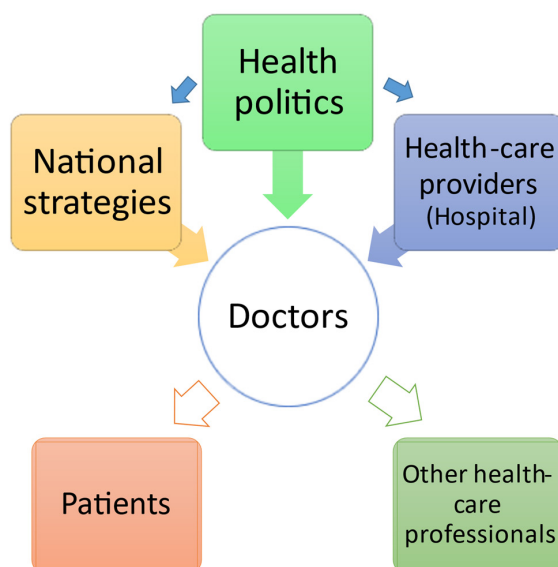 Health
politics
National
strategies
Health-care
providers
(Hospital)
Doctors
Patients
Other health-
care
professionals